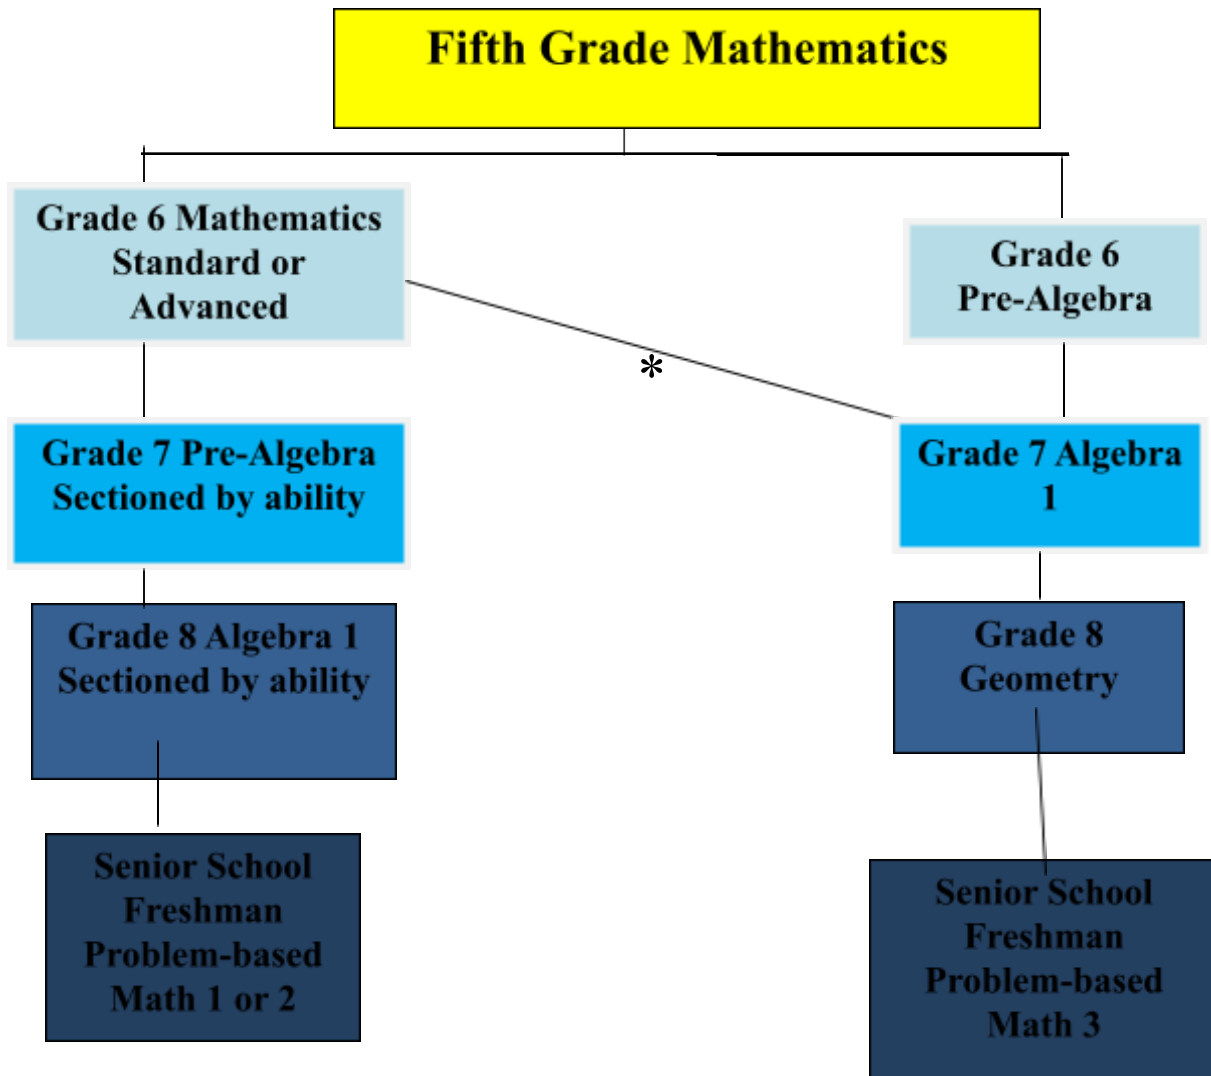 Fifth Grade Mathematics
Grade 6 Mathematics
Standard or
Advanced
Grade 6
Pre-Algebra
*
Grade 7 Pre-Algebra
Sectioned by ability
Grade 7 Algebra
1
Grade 8 Algebra 1
Sectioned by ability
Grade 8
Geometry
Senior School
Freshman
Problem-based
Math 1 or 2
Senior School
Freshman
Problem-based
Math 3